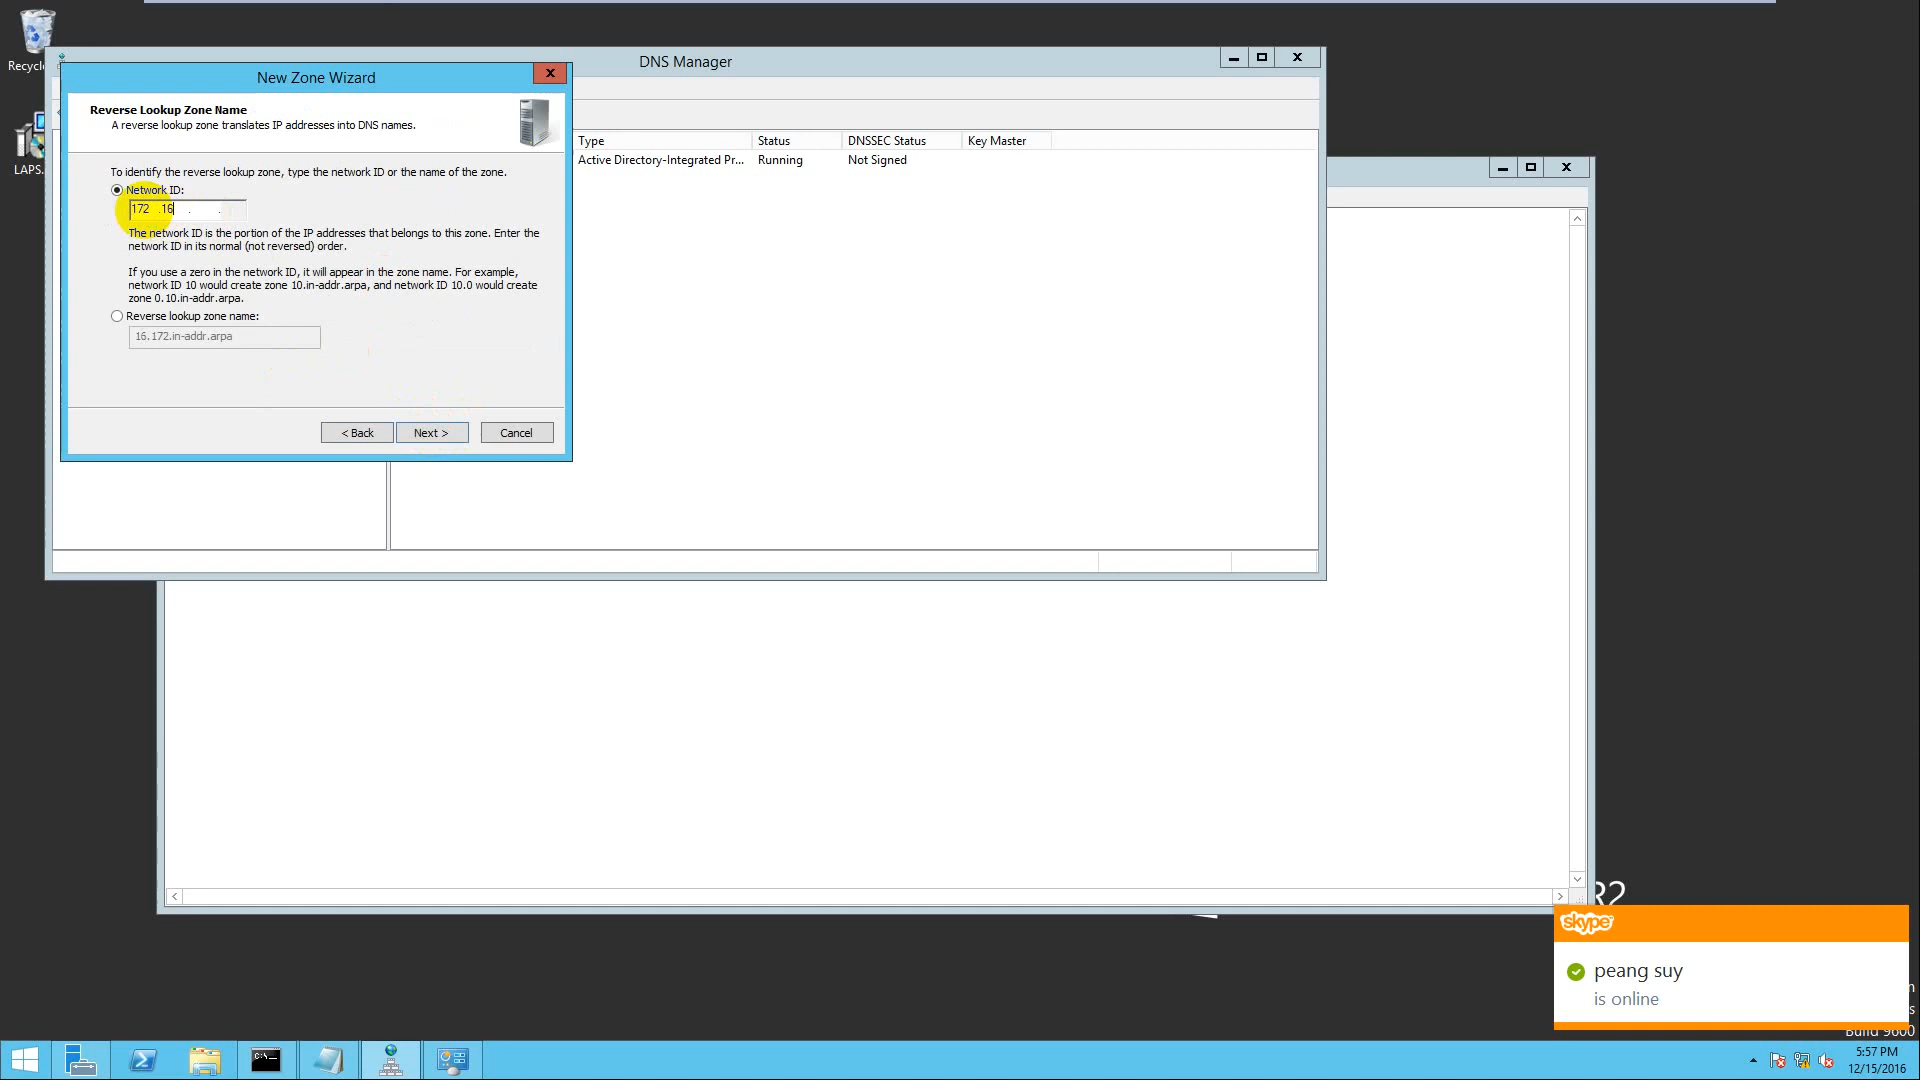 Recycle
LAPS.
DNS Manager
New Zone Wizard
Reverse Lookup Zone Name
A reverse lookup zone translates IP addresses into DNS names.
To identify the reverse lookup zone, type the network ID or the name of the zone.
Network ID:
172 .16 . .
The network ID is the portion of the IP addresses that belongs to this zone. Enter the
network ID in its normal (not reversed) order.
If you use a zero in the network ID, it will appear in the zone name. For example,
network ID 10 would create zone 10.in-addr.arpa, and network ID 10.0 would create
zone 0.10.in-addr.arpa.
Reverse lookup zone name:
16.172.in-addr.arpa
< Back
Next >
Cancel
Type
Status
DNSSEC Status
Key Master
Active Directory-Integrated Pr...
Running
Not Signed
R2
skype
peang suy
is online
Build 9600
5:57 PM
12/15/2016